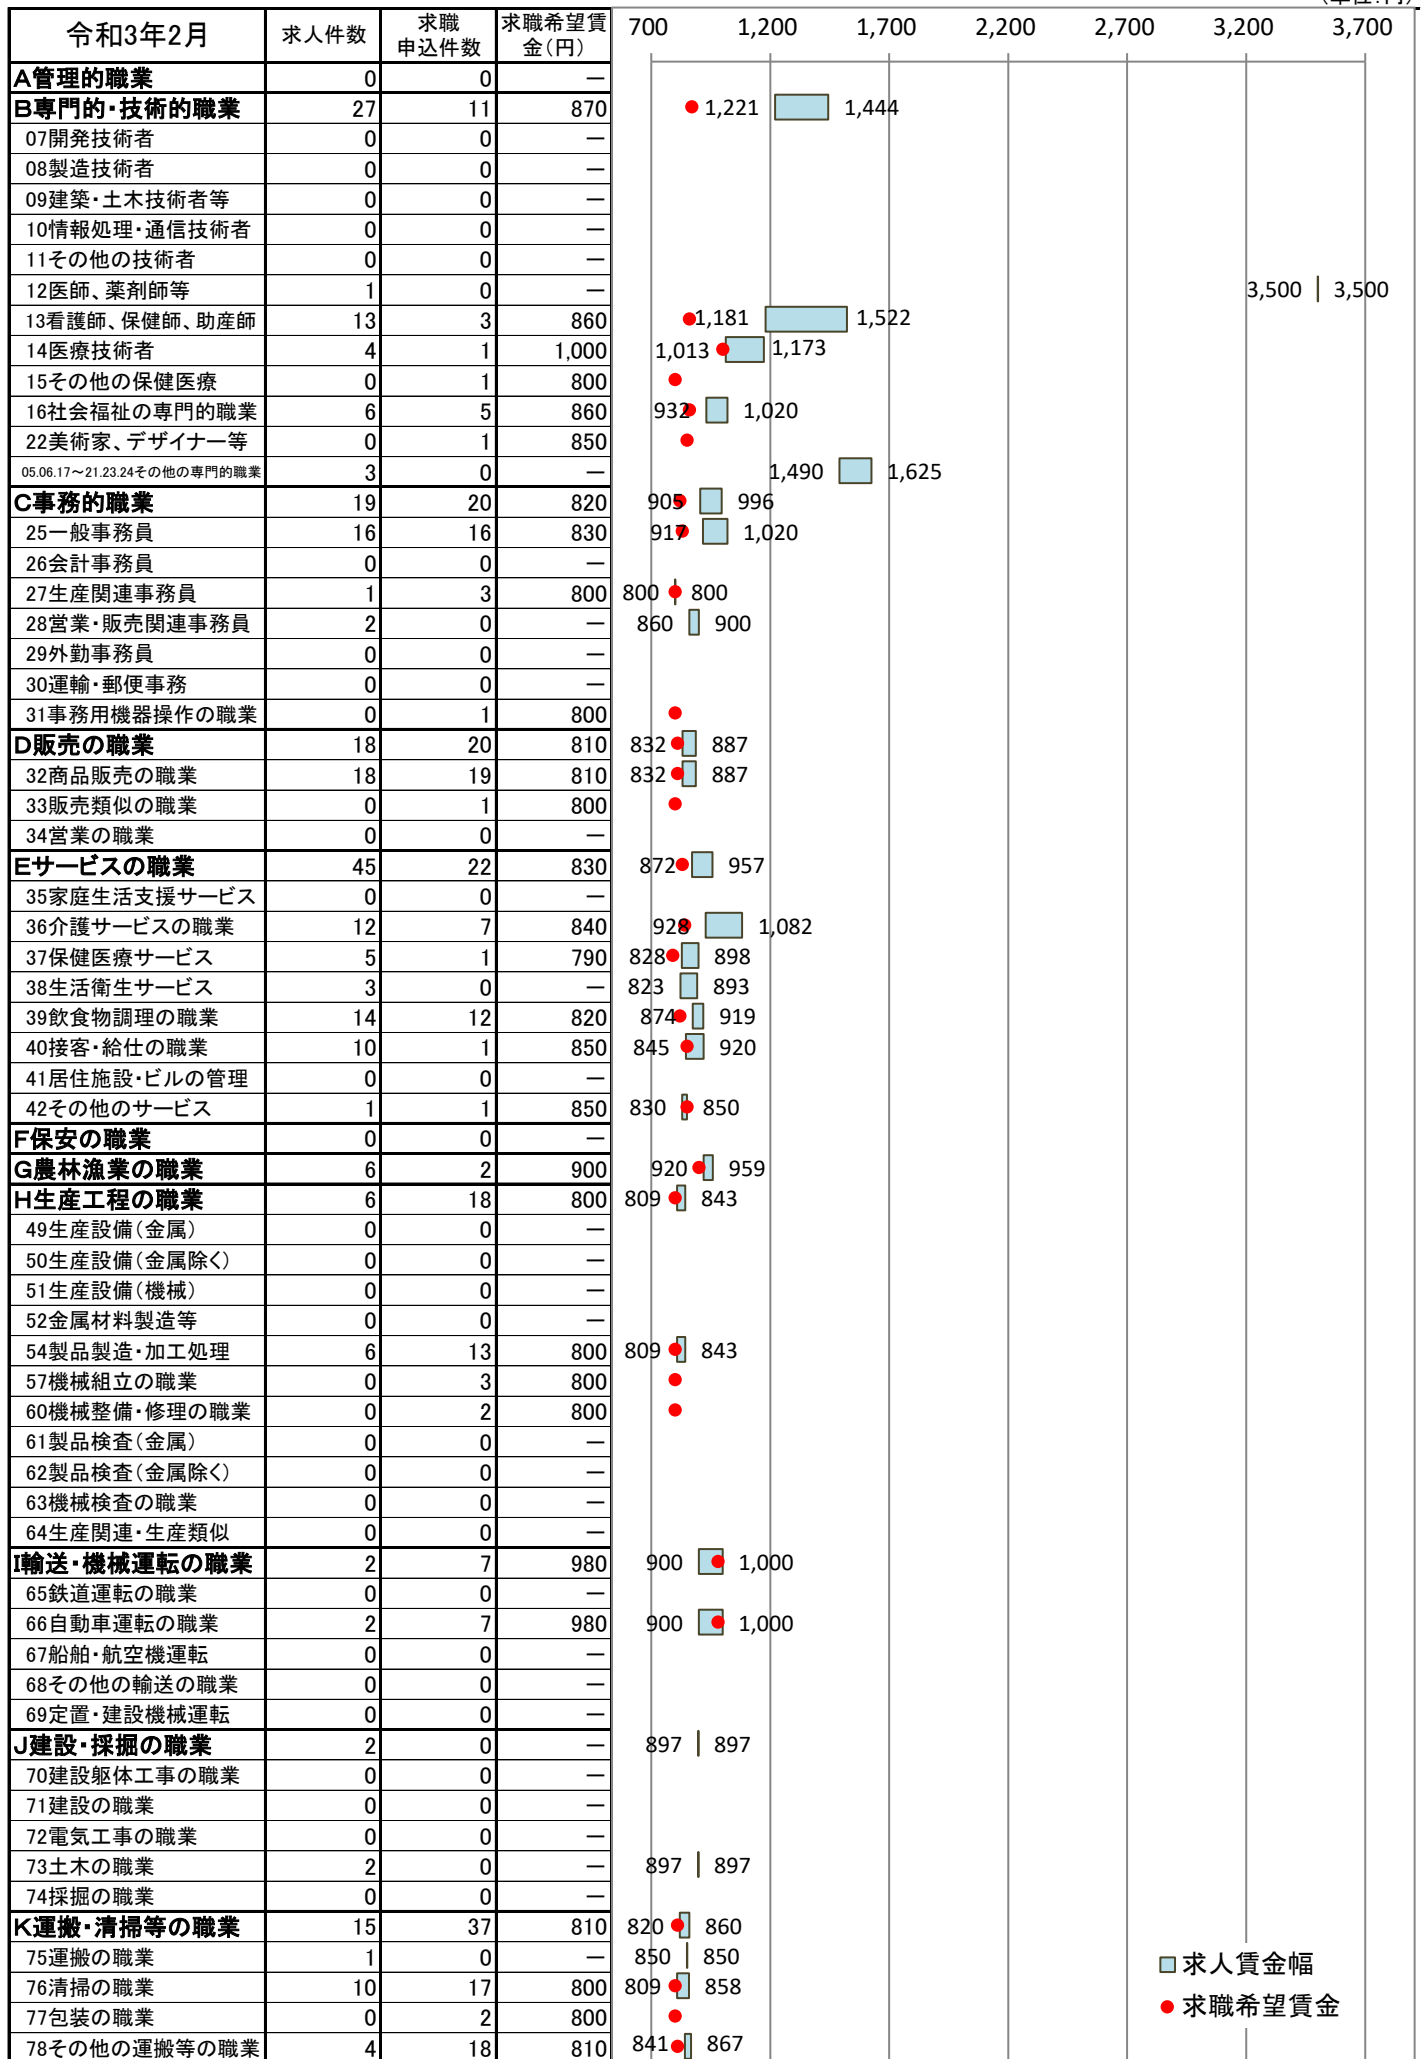 令和3年2月 求人件数 求職申込件数 求職希望賃金(円) 700 1,200 1,700 2,200 2,700 3,200 3,700
A管理的職業 0 0 ―
B専門的・技術的職業 27 11 870 1,221 1,444
07開発技術者 0 0 ―
08製造技術者 0 0 ―
09建築・土木技術者等 0 0 ―
10情報処理・通信技術者 0 0 ―
11その他の技術者 0 0 ―
12医師、薬剤師等 1 0 ― 3,500 3,500
13看護師、保健師、助産師 13 3 860 1,181 1,522
14医療技術者 4 1 1,000 1,013 1,173
15その他の保健医療 0 1 800
16社会福祉の専門的職業 6 5 860 932 1,020
22美術家、デザイナー等 0 1 850
05.06.17～21.23.24その他の専門的職業 3 0 ― 1,490 1,625
C事務的職業 19 20 820 905 996
25一般事務員 16 16 830 917 1,020
26会計事務員 0 0 ―
27生産関連事務員 1 3 800 800 800
28営業・販売関連事務員 2 0 ― 860 900
29外勤事務員 0 0 ―
30運輸・郵便事務 0 0 ―
31事務用機器操作の職業 0 1 800
D販売の職業 18 20 810 832 887
32商品販売の職業 18 19 810 832 887
33販売類似の職業 0 1 800
34営業の職業 0 0 ―
Eサービスの職業 45 22 830 872 957
35家庭生活支援サービス 0 0 ―
36介護サービスの職業 12 7 840 928 1,082
37保健医療サービス 5 1 790 828 898
38生活衛生サービス 3 0 ― 823 893
39飲食物調理の職業 14 12 820 874 919
40接客・給仕の職業 10 1 850 845 920
41居住施設・ビルの管理 0 0 ―
42その他のサービス 1 1 850 830 850
F保安の職業 0 0 ―
G農林漁業の職業 6 2 900 920 959
H生産工程の職業 6 18 800 809 843
49生産設備(金属) 0 0 ―
50生産設備(金属除く) 0 0 ―
51生産設備(機械) 0 0 ―
52金属材料製造等 0 0 ―
54製品製造・加工処理 6 13 800 809 843
57機械組立の職業 0 3 800
60機械整備・修理の職業 0 2 800
61製品検査(金属) 0 0 ―
62製品検査(金属除く) 0 0 ―
63機械検査の職業 0 0 ―
64生産関連・生産類似 0 0 ―
I輸送・機械運転の職業 2 7 980 900 1,000
65鉄道運転の職業 0 0 ―
66自動車運転の職業 2 7 980 900 1,000
67船舶・航空機運転 0 0 ―
68その他の輸送の職業 0 0 ―
69定置・建設機械運転 0 0 ―
J建設・採掘の職業 2 0 ― 897 897
70建設躯体工事の職業 0 0 ―
71建設の職業 0 0 ―
72電気工事の職業 0 0 ―
73土木の職業 2 0 ― 897 897
74採掘の職業 0 0 ―
K運搬・清掃等の職業 15 37 810 820 860
75運搬の職業 1 0 ― 850 850
76清掃の職業 10 17 800 809 858
77包装の職業 0 2 800
78その他の運搬等の職業 4 18 810 841 867
求人賃金幅
求職希望賃金